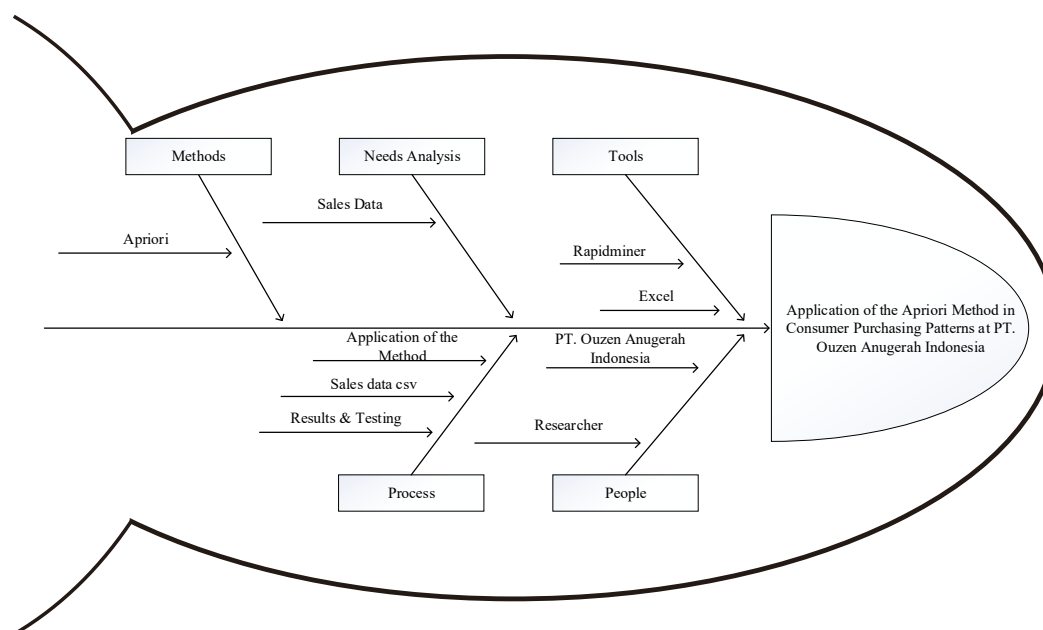 Methods
Needs Analysis
Tools
Sales Data
Apriori
Rapidminer
Excel
Application of the Apriori Method in
Consumer Purchasing Patterns at PT.
Ouzen Anugerah Indonesia
Application of the
Method
PT. Ouzen Anugerah
Indonesia
Sales data csv
Results & Testing
Researcher
Process
People